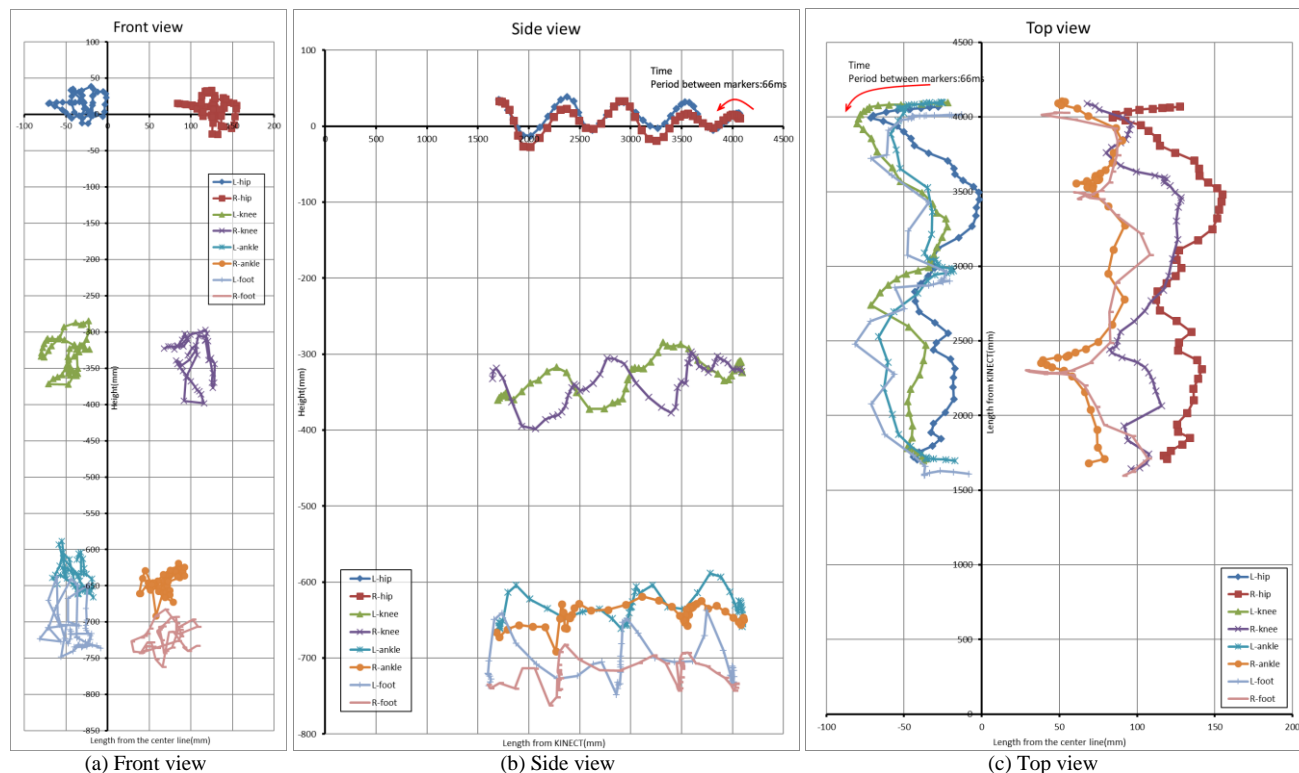 Front view
100
50
0
-100
-50
0
50
100
150
200
-50
-100
-150
-200
-250
-300
-350
-400
-450
-500
-550
-600
-650
-700
-750
-800
-850
Height(mm)
L-hip
R-hip
L-knee
R-knee
L-ankle
R-ankle
L-foot
R-foot
Length from the center line(mm)
(a) Front view
Side view
Time
Period between markers:66ms
100
0
0
500
1000
1500
2000
2500
3000
3500
4000
4500
-100
-200
-300
-400
-500
-600
-700
-800
Height(mm)
L-hip
R-hip
L-knee
R-knee
L-ankle
R-ankle
L-foot
R-foot
Length from KINECT(mm)
(b) Side view
Top view
Time
Period between markers:66ms
4500
4000
3500
3000
2500
2000
1500
1000
500
0
Length from KINECT(mm)
L-hip
R-hip
L-knee
R-knee
L-ankle
R-ankle
L-foot
R-foot
-100
-50
0
50
100
150
200
Length from the center line(mm)
(c) Top view